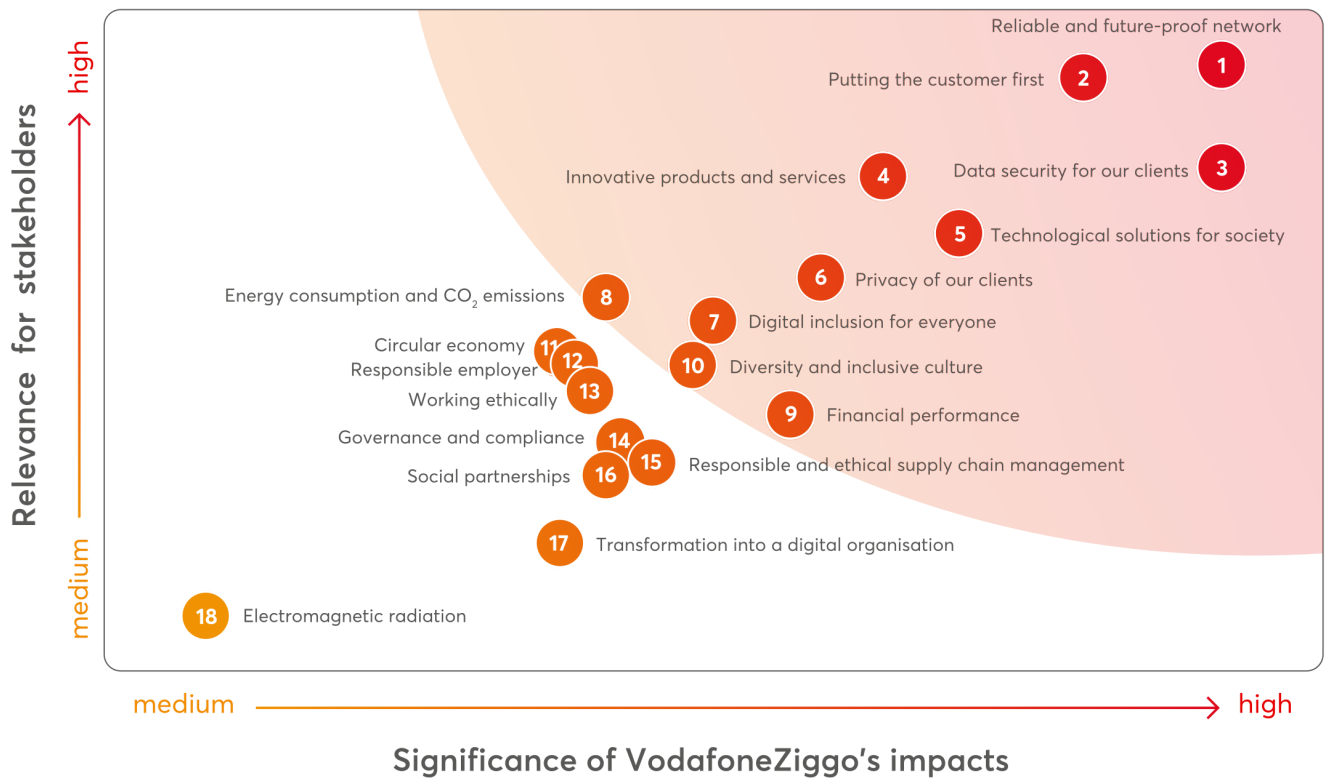 Reliable and future-proof network
1
Putting the customer first
2
Data security for our clients
3
Innovative products and services
4
5
Technological solutions for society
6
Privacy of our clients
Energy consumption and CO₂ emissions
8
7
Digital inclusion for everyone
Circular economy
11
Responsible employer
12
10
Diversity and inclusive culture
Working ethically
13
9
Financial performance
Governance and compliance
14
15
Responsible and ethical supply chain management
Social partnerships
16
17
Transformation into a digital organisation
18
Electromagnetic radiation
high
Relevance for stakeholders
medium
medium
high
Significance of VodafoneZiggo's impacts